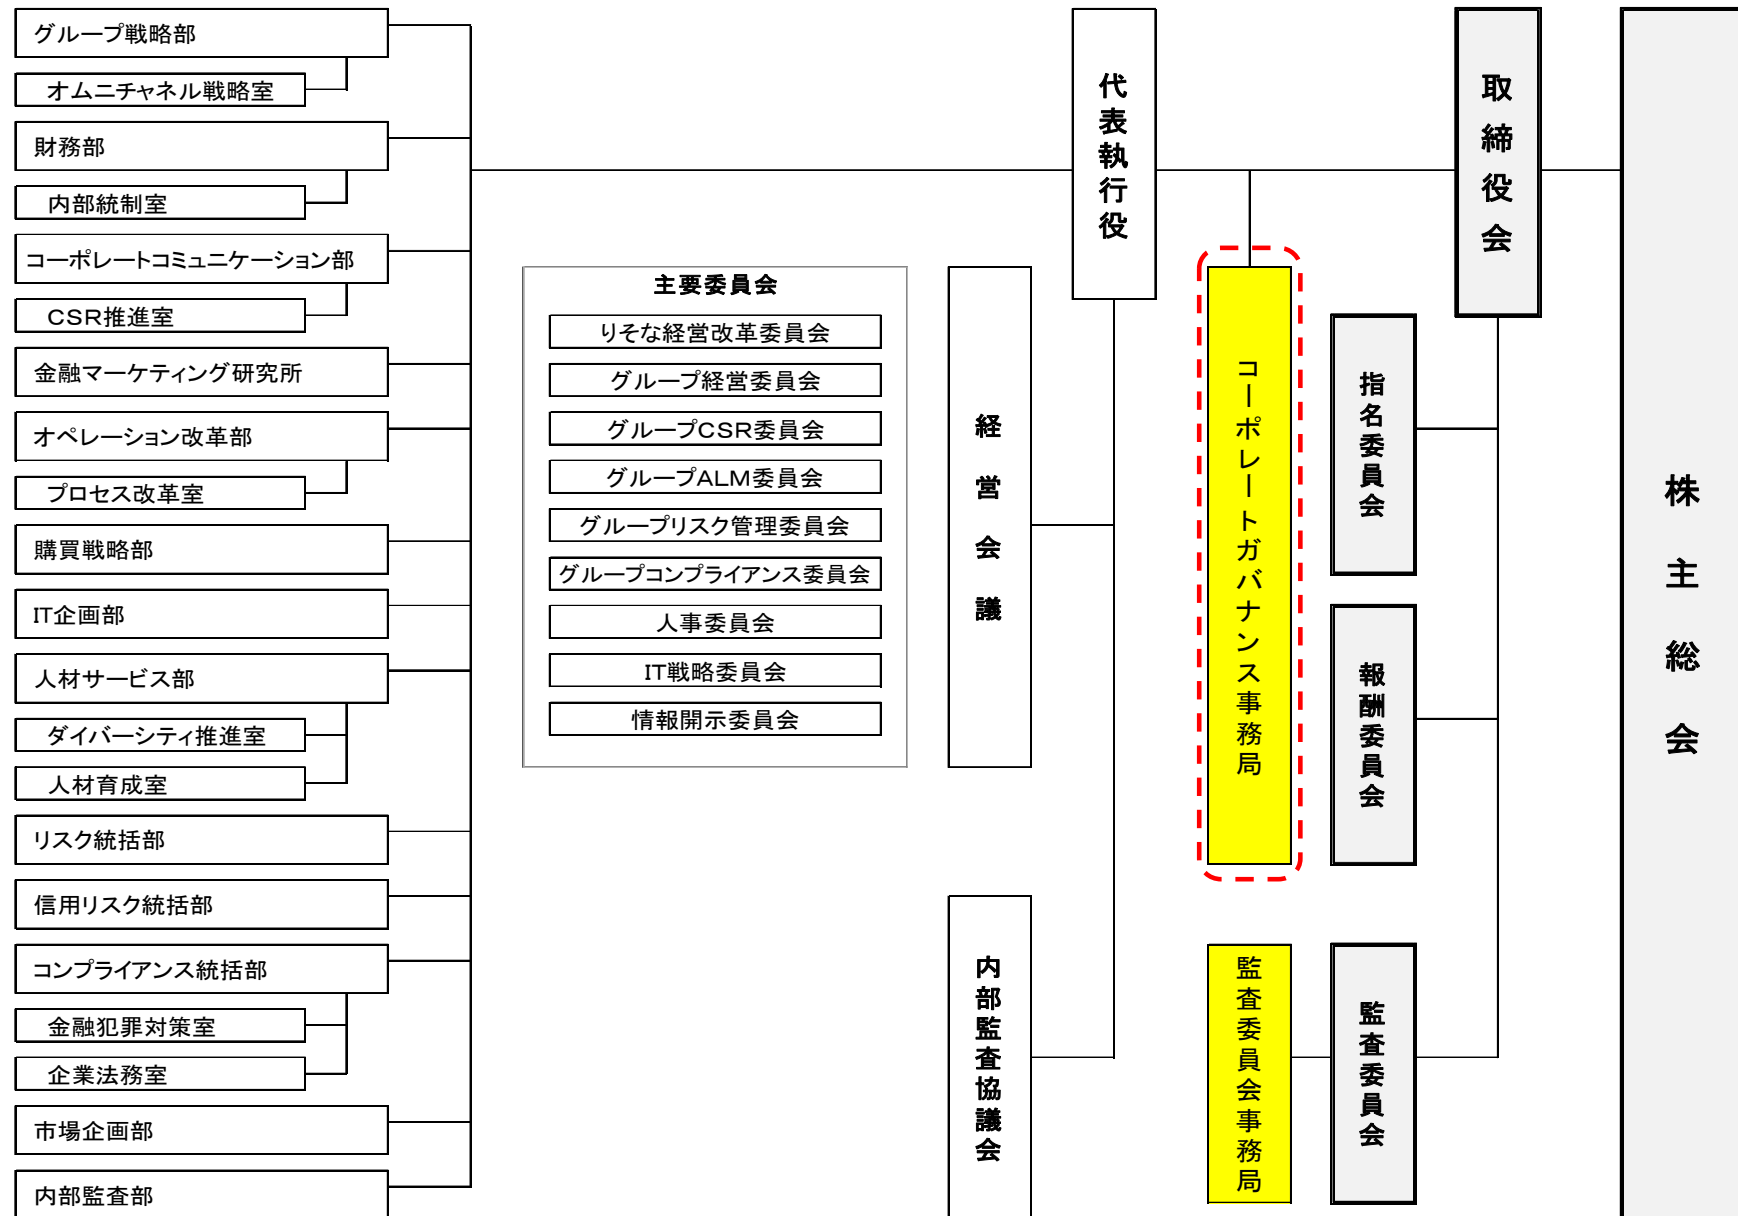 グループ戦略部
オムニチャネル戦略室
財務部
内部統制室
コーポレートコミュニケーション部
CSR推進室
金融マーケティング研究所
オペレーション改革部
プロセス改革室
購買戦略部
IT企画部
人材サービス部
ダイバーシティ推進室
人材育成室
リスク統括部
信用リスク統括部
コンプライアンス統括部
金融犯罪対策室
企業法務室
市場企画部
内部監査部
主要委員会
りそな経営改革委員会
グループ経営委員会
グループCSR委員会
グループALM委員会
グループリスク管理委員会
グループコンプライアンス委員会
人事委員会
IT戦略委員会
情報開示委員会
経営会議
内部監査協議会
代表執行役
コーポレートガバナンス事務局
監査委員会事務局
指名委員会
報酬委員会
監査委員会
取締役会
株主総会